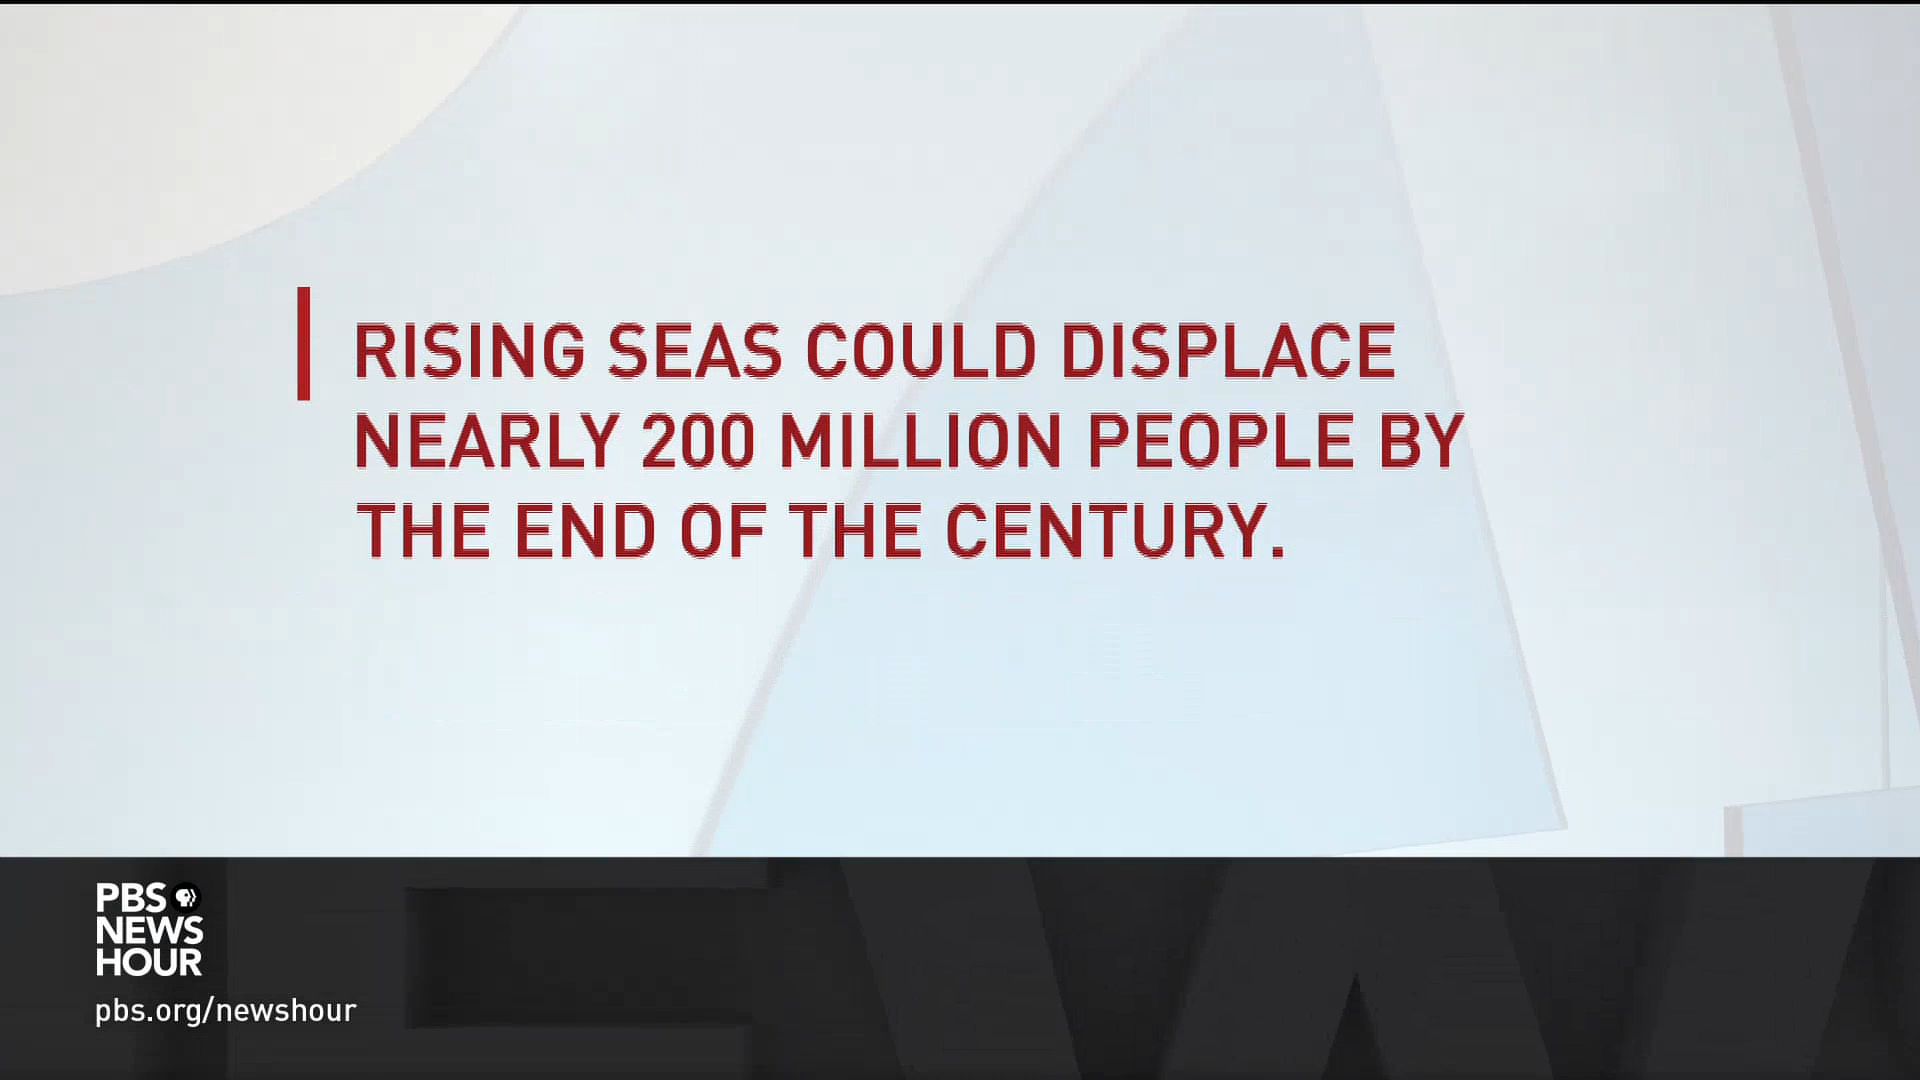 RISING SEAS COULD DISPLACE
NEARLY 200 MILLION PEOPLE BY
THE END OF THE CENTURY.
PBS
NEWS
HOUR
pbs.org/newshour